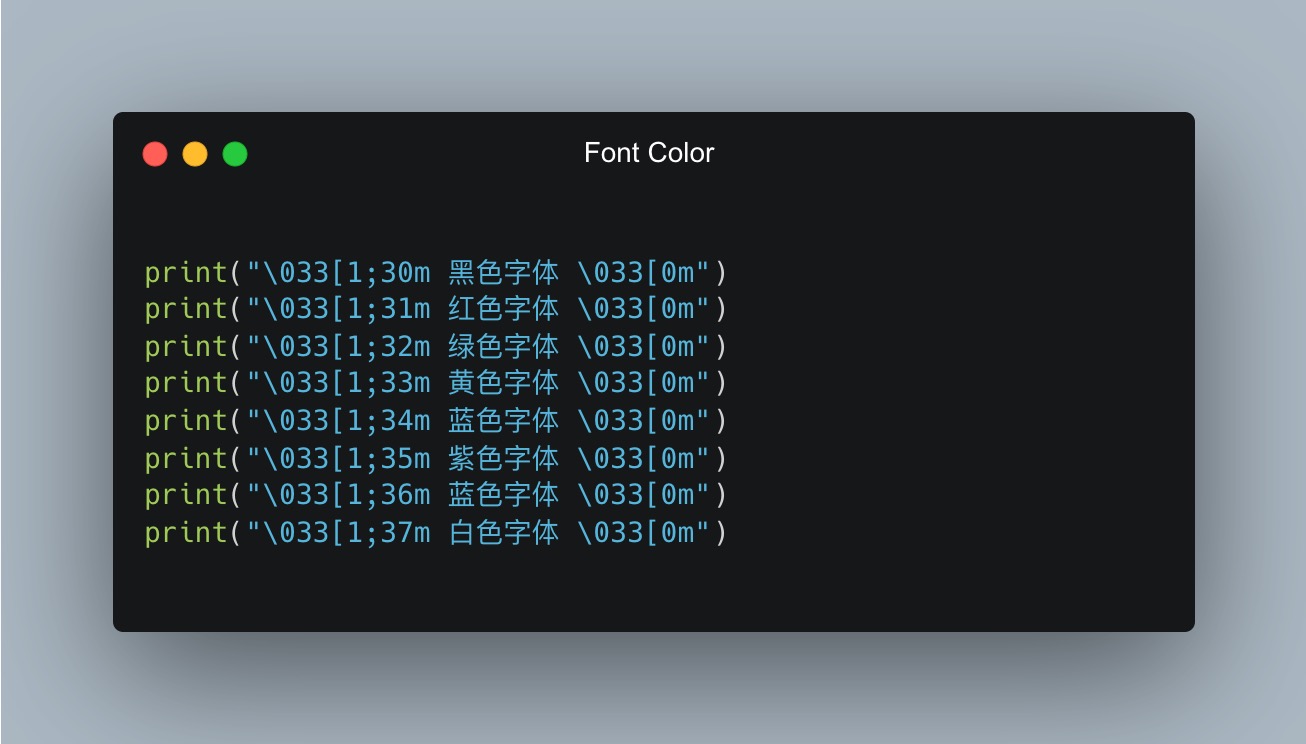 Font Color
print("\033[1;30m 黑色字体 \033[0m")
print("\033[1;31m 红色字体 \033[0m")
print("\033[1;32m 绿色字体 \033[0m")
print("\033[1;33m 黄色字体 \033[0m")
print("\033[1;34m 蓝色字体 \033[0m")
print("\033[1;35m 紫色字体 \033[0m")
print("\033[1;36m 蓝色字体 \033[0m")
print("\033[1;37m 白色字体 \033[0m")